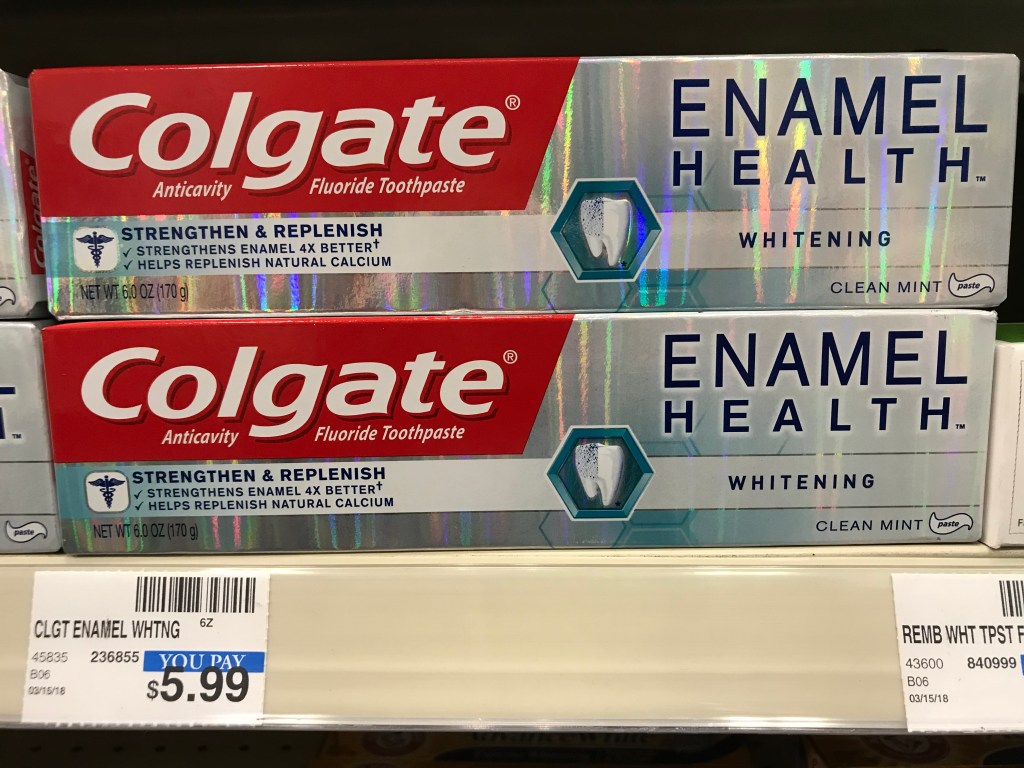 Colgate®
Anticavity Fluoride Toothpaste
STRENGTHEN & REPLENISH
✓ STRENGTHENS ENAMEL 4X BETTER†
✓ HELPS REPLENISH NATURAL CALCIUM
NET WT 6.0 OZ (170 g)
ENAMEL
HEALTH™
WHITENING
CLEAN MINT paste
Colgate
Colgate®
Anticavity Fluoride Toothpaste
STRENGTHEN & REPLENISH
✓ STRENGTHENS ENAMEL 4X BETTER†
✓ HELPS REPLENISH NATURAL CALCIUM
NET WT 6.0 OZ (170 g)
ENAMEL
HEALTH™
WHITENING
CLEAN MINT paste
paste
CLGT ENAMEL WHTNG 6Z
45835 236855 YOU PAY
B06
03/15/18
$5.99
REMB WHT TPST F
43600 840999
B06
03/15/18